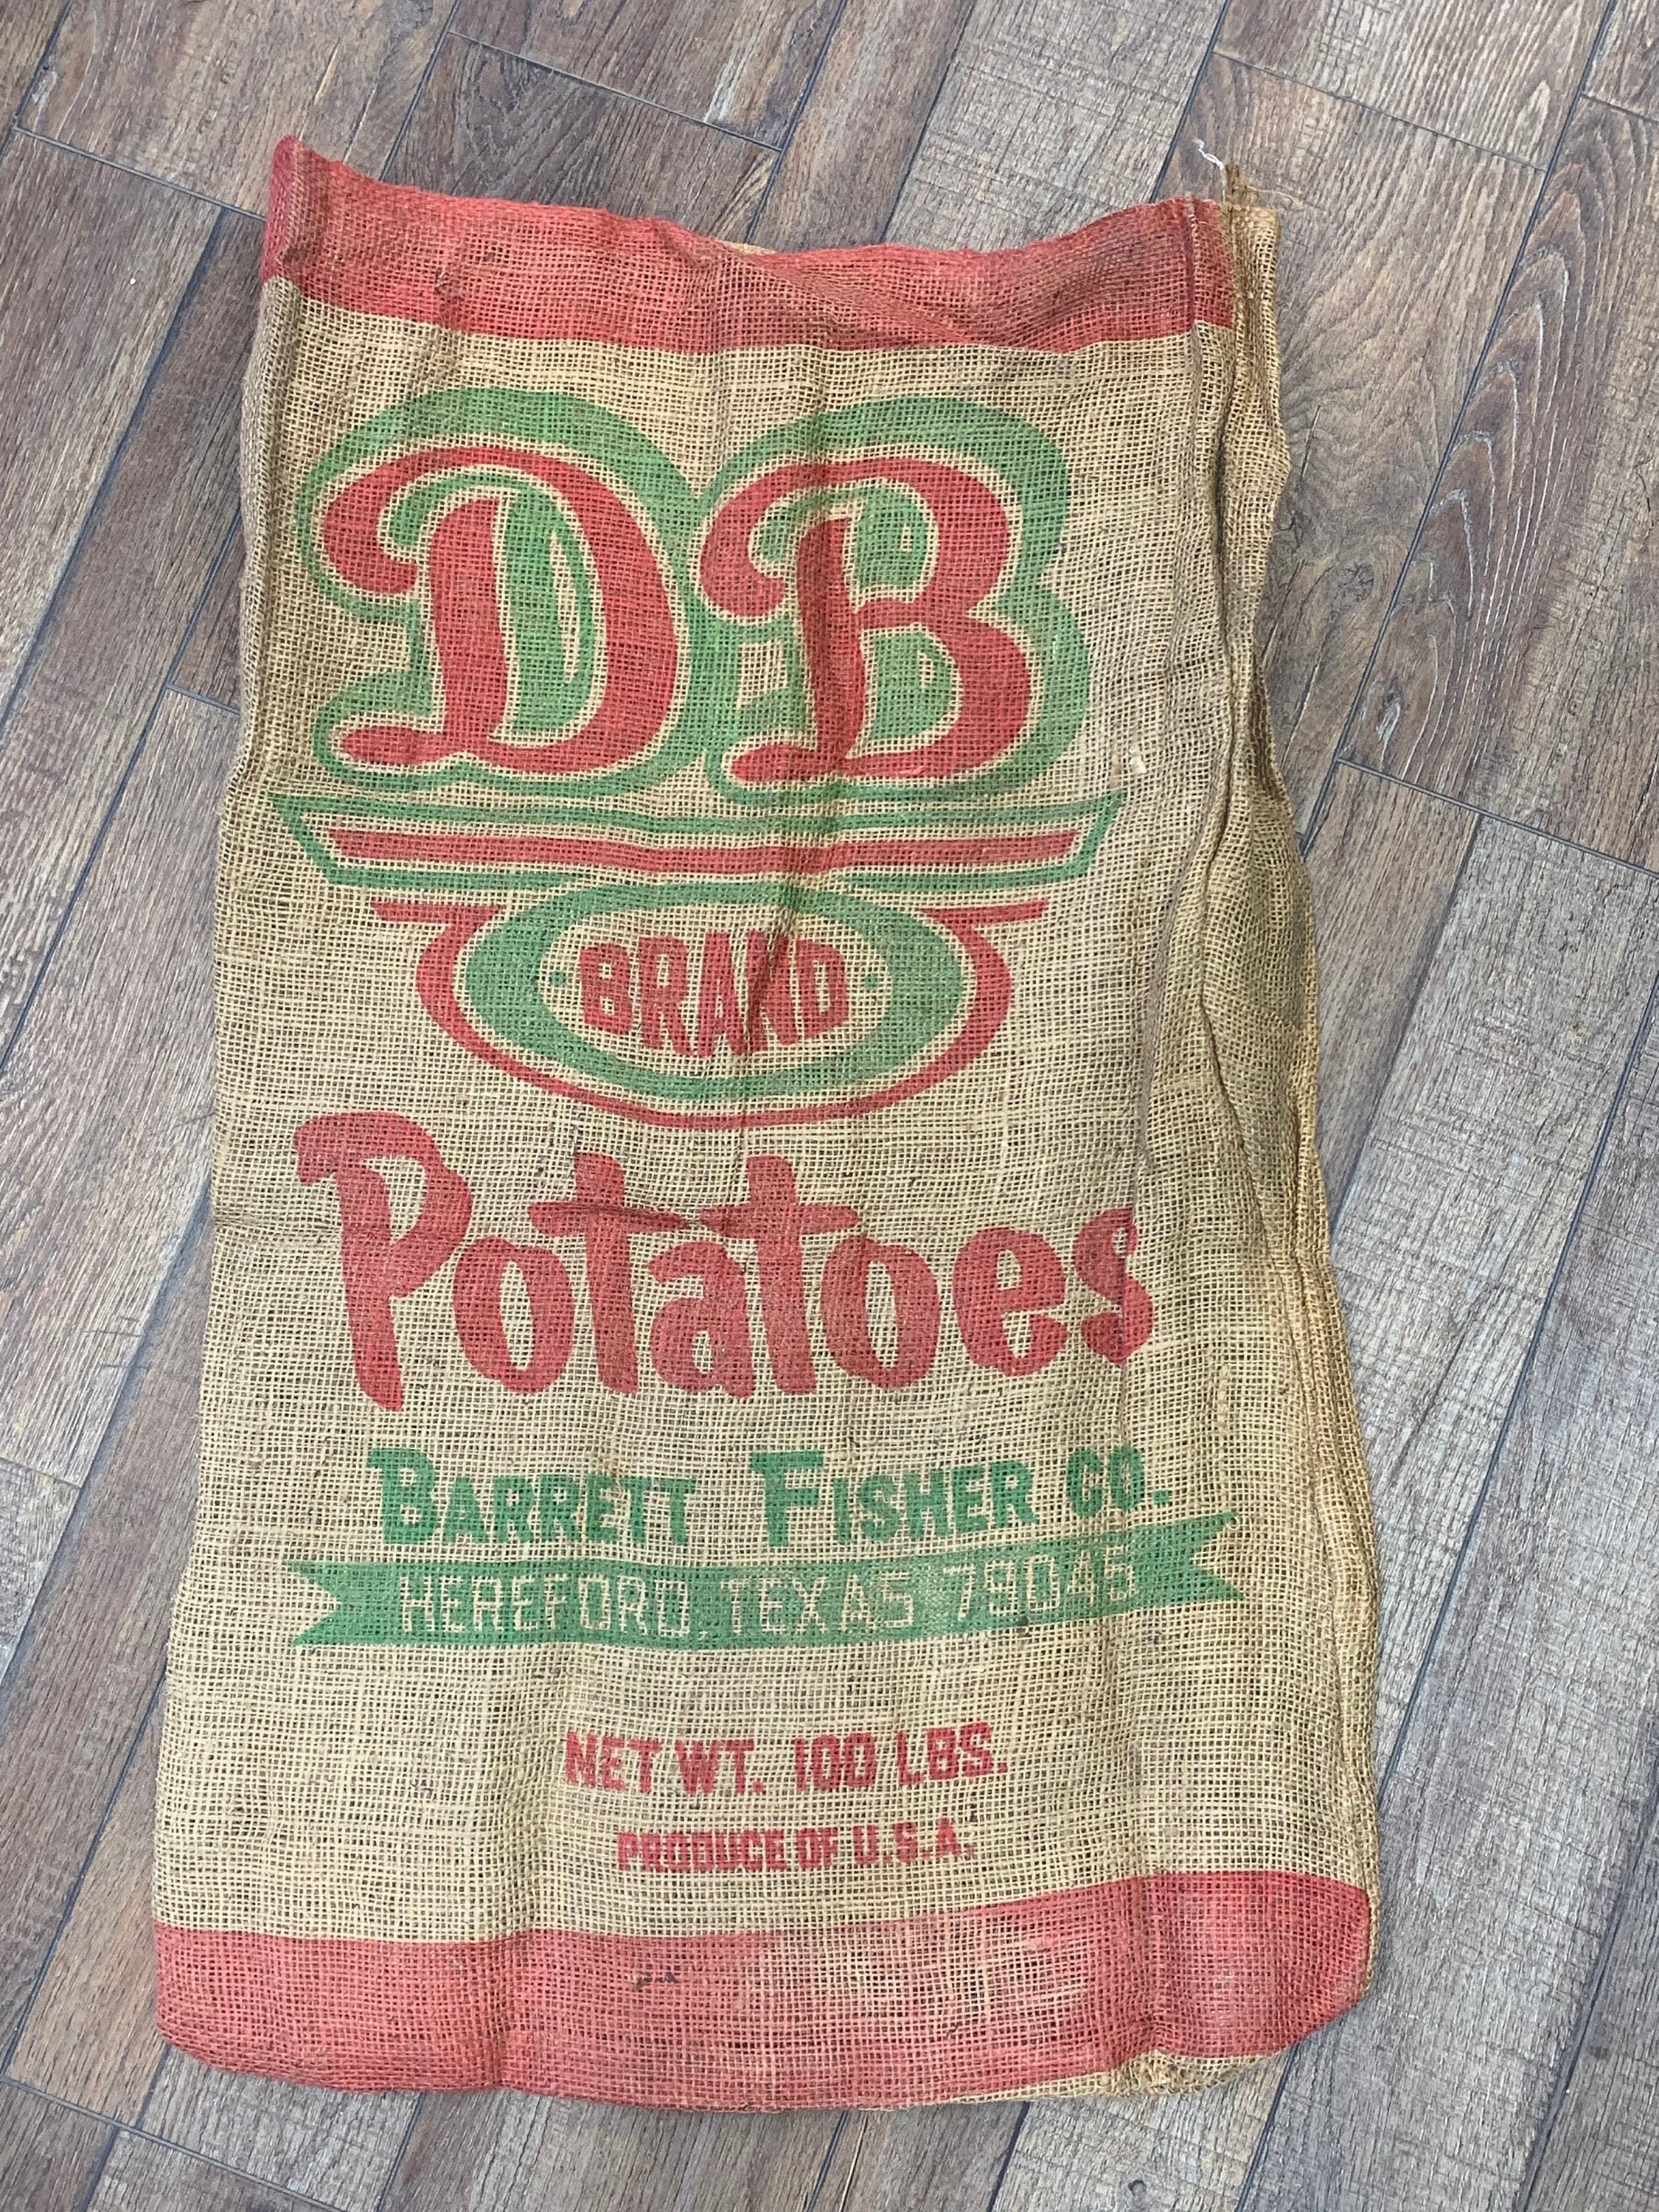 DB
BRAND
Potatoes
BARRETT FISHER CO.
HEREFORD, TEXAS 79045
NET WT. 100 LBS.
PRODUCE OF U.S.A.